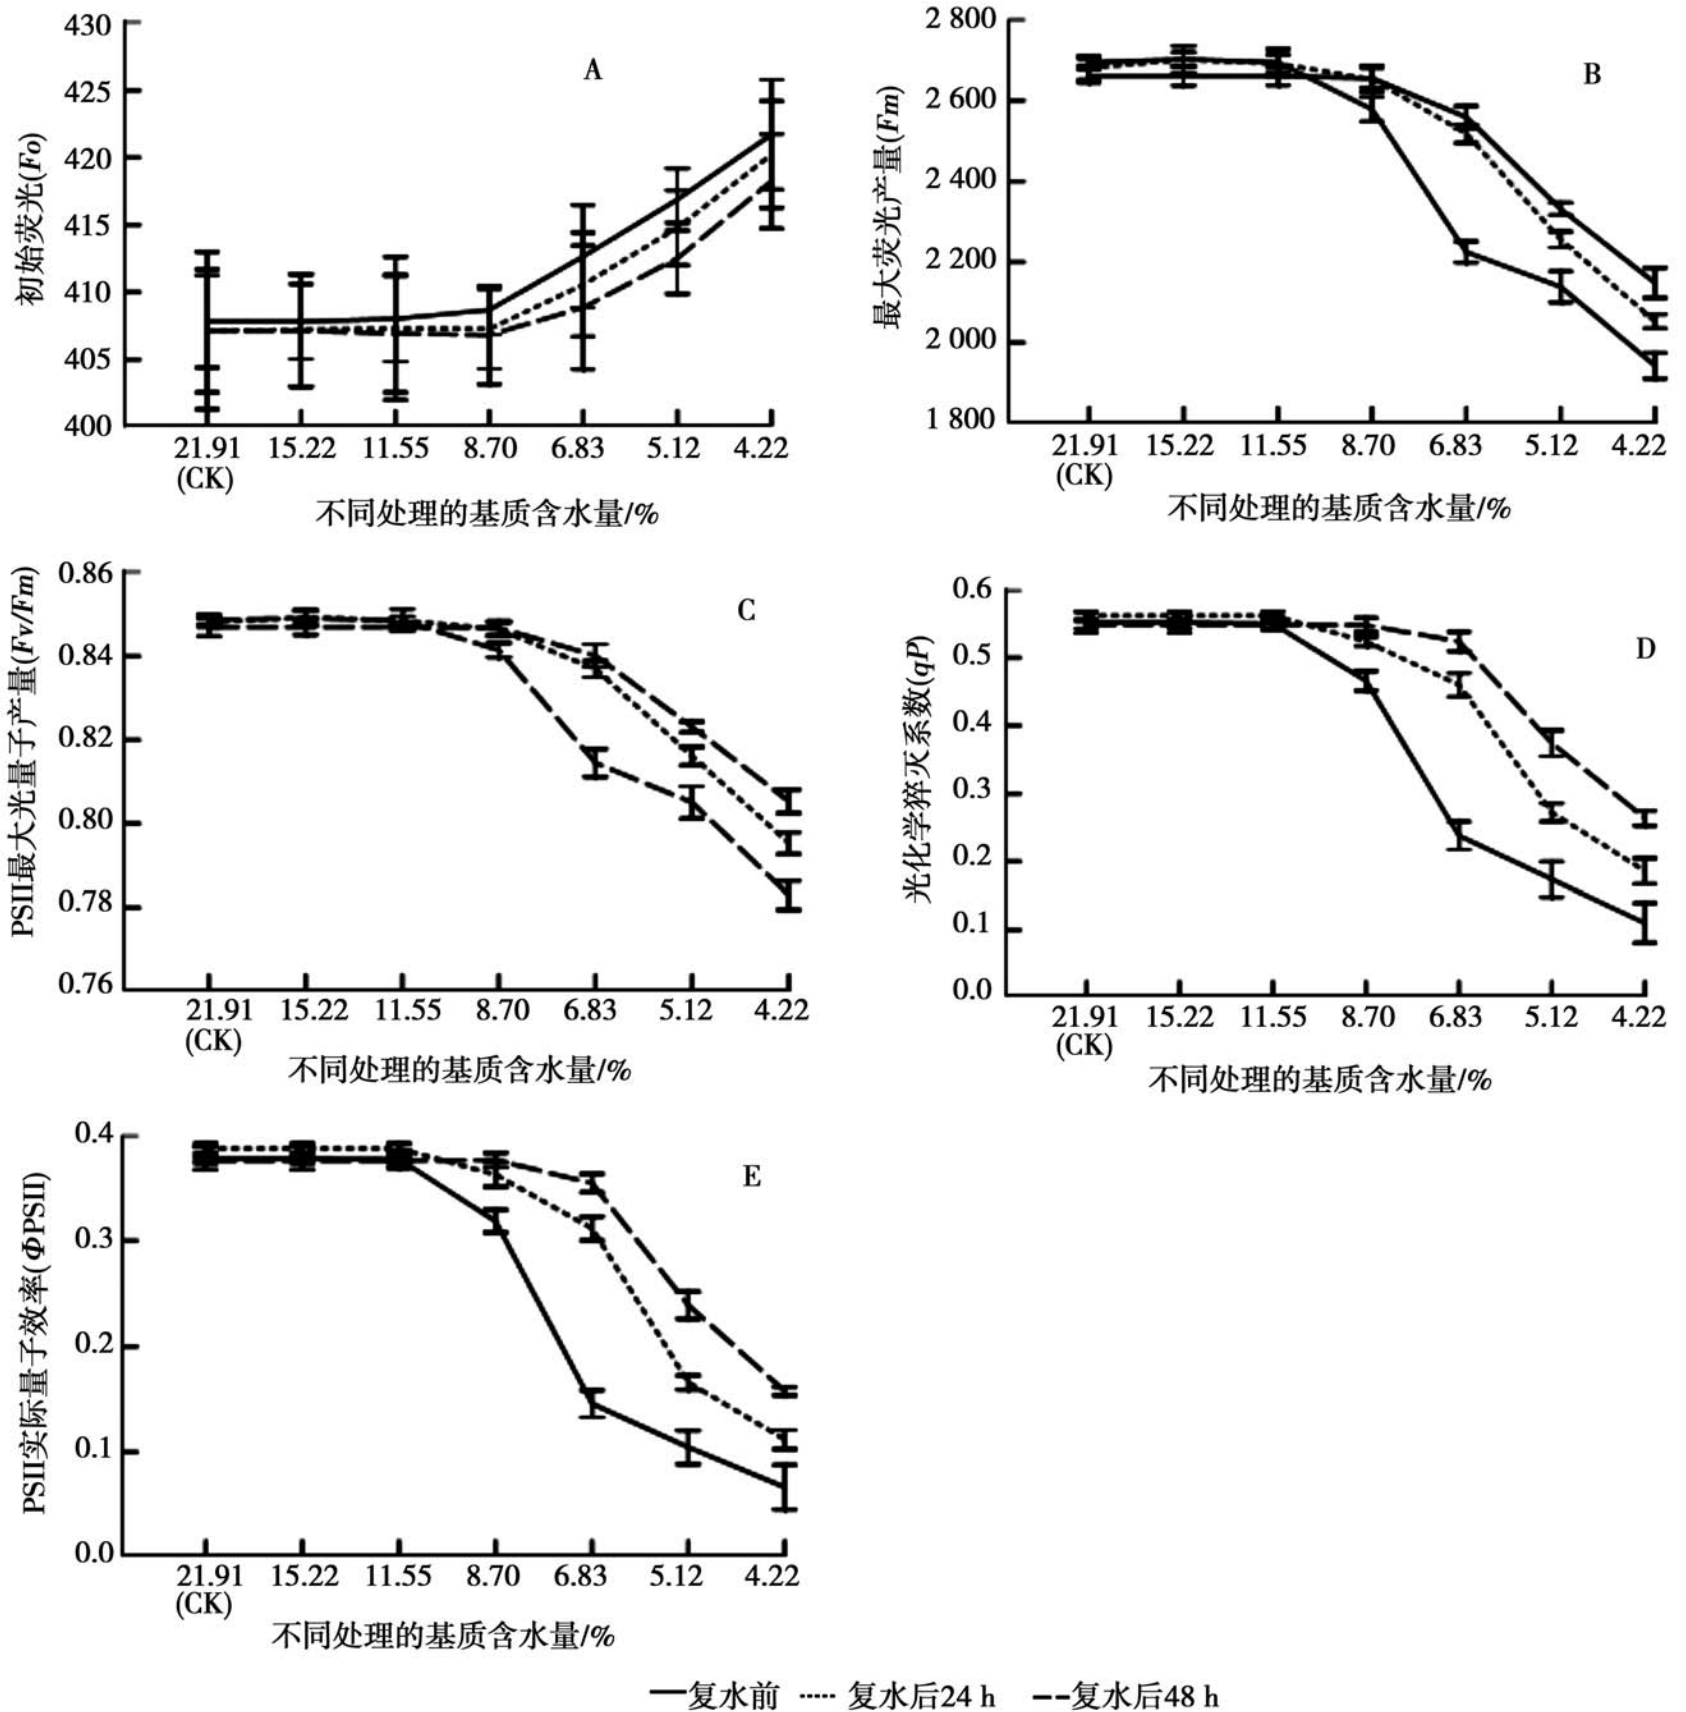 A
初始荧光(Fo)
430
425
420
415
410
405
400
21.91 15.22 11.55 8.70 6.83 5.12 4.22
(CK)
不同处理的基质含水量/%
B
最大荧光产量(Fm)
2 800
2 600
2 400
2 200
2 000
1 800
21.91 15.22 11.55 8.70 6.83 5.12 4.22
(CK)
不同处理的基质含水量/%
C
PSII最大光量子产量(Fv/Fm)
0.86
0.84
0.82
0.80
0.78
0.76
21.91 15.22 11.55 8.70 6.83 5.12 4.22
(CK)
不同处理的基质含水量/%
D
光化学猝灭系数(qP)
0.6
0.5
0.4
0.3
0.2
0.1
0.0
21.91 15.22 11.55 8.70 6.83 5.12 4.22
(CK)
不同处理的基质含水量/%
E
PSII实际量子效率(ΦPSII)
0.4
0.3
0.2
0.1
0.0
21.91 15.22 11.55 8.70 6.83 5.12 4.22
(CK)
不同处理的基质含水量/%
复水前 复水后24 h 复水后48 h